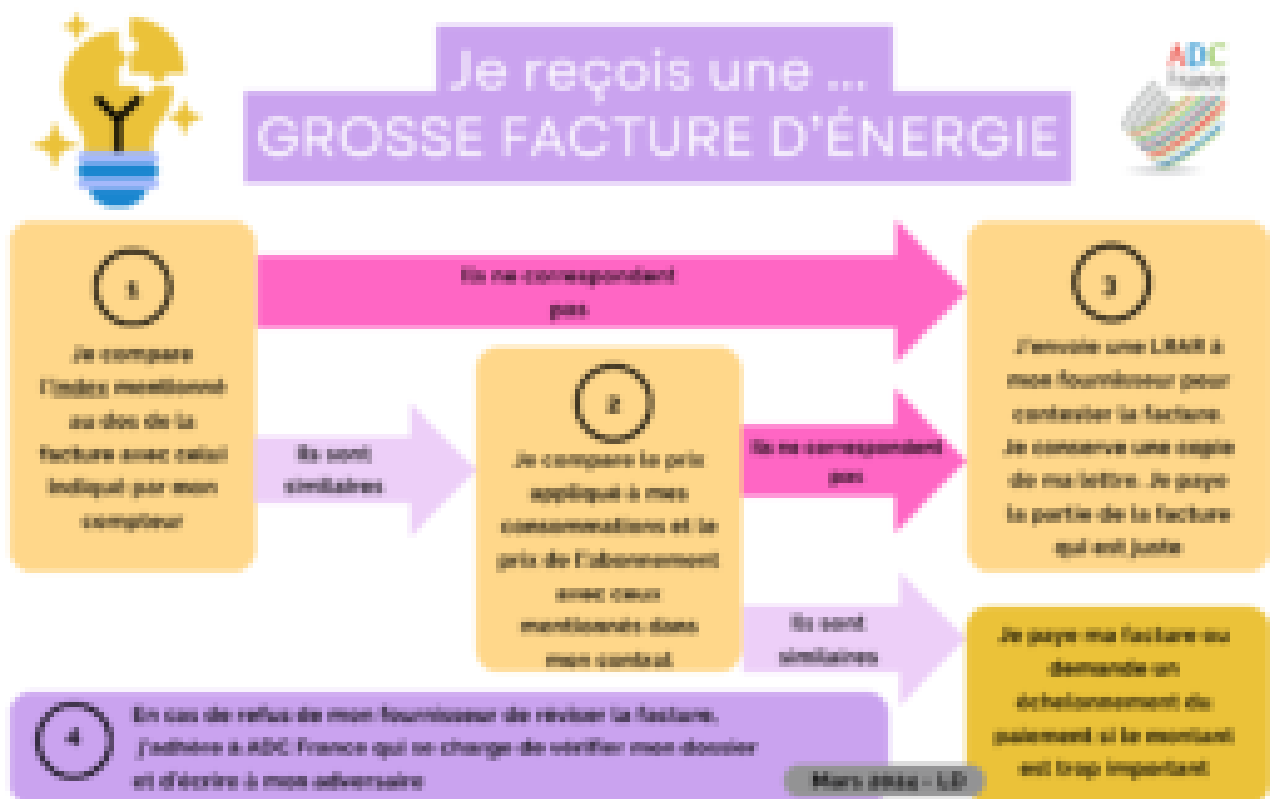 Je reçois une ...
GROSSE FACTURE D'ÉNERGIE
ADC
France
1
Je compare
l'index mentionné
au dos de la
facture avec celui
indiqué par mon
compteur
Ils ne correspondent
pas
Ils sont
similaires
2
Je compare le prix
appliqué à mes
consommations et le
prix de l'abonnement
avec ceux
mentionnés dans
mon contrat
Ils ne correspondent
pas
Ils sont
similaires
3
J'envoie une LRAR à
mon fournisseur pour
contester la facture.
Je conserve une copie
de ma lettre. Je paye
la partie de la facture
qui est juste
Je paye ma facture ou
demande un
échelonnement du
paiement si le montant
est trop important
4
En cas de refus de mon fournisseur de réviser la facture,
j'adhère à ADC France qui se charge de vérifier mon dossier
et d'écrire à mon adversaire
Mars - LD